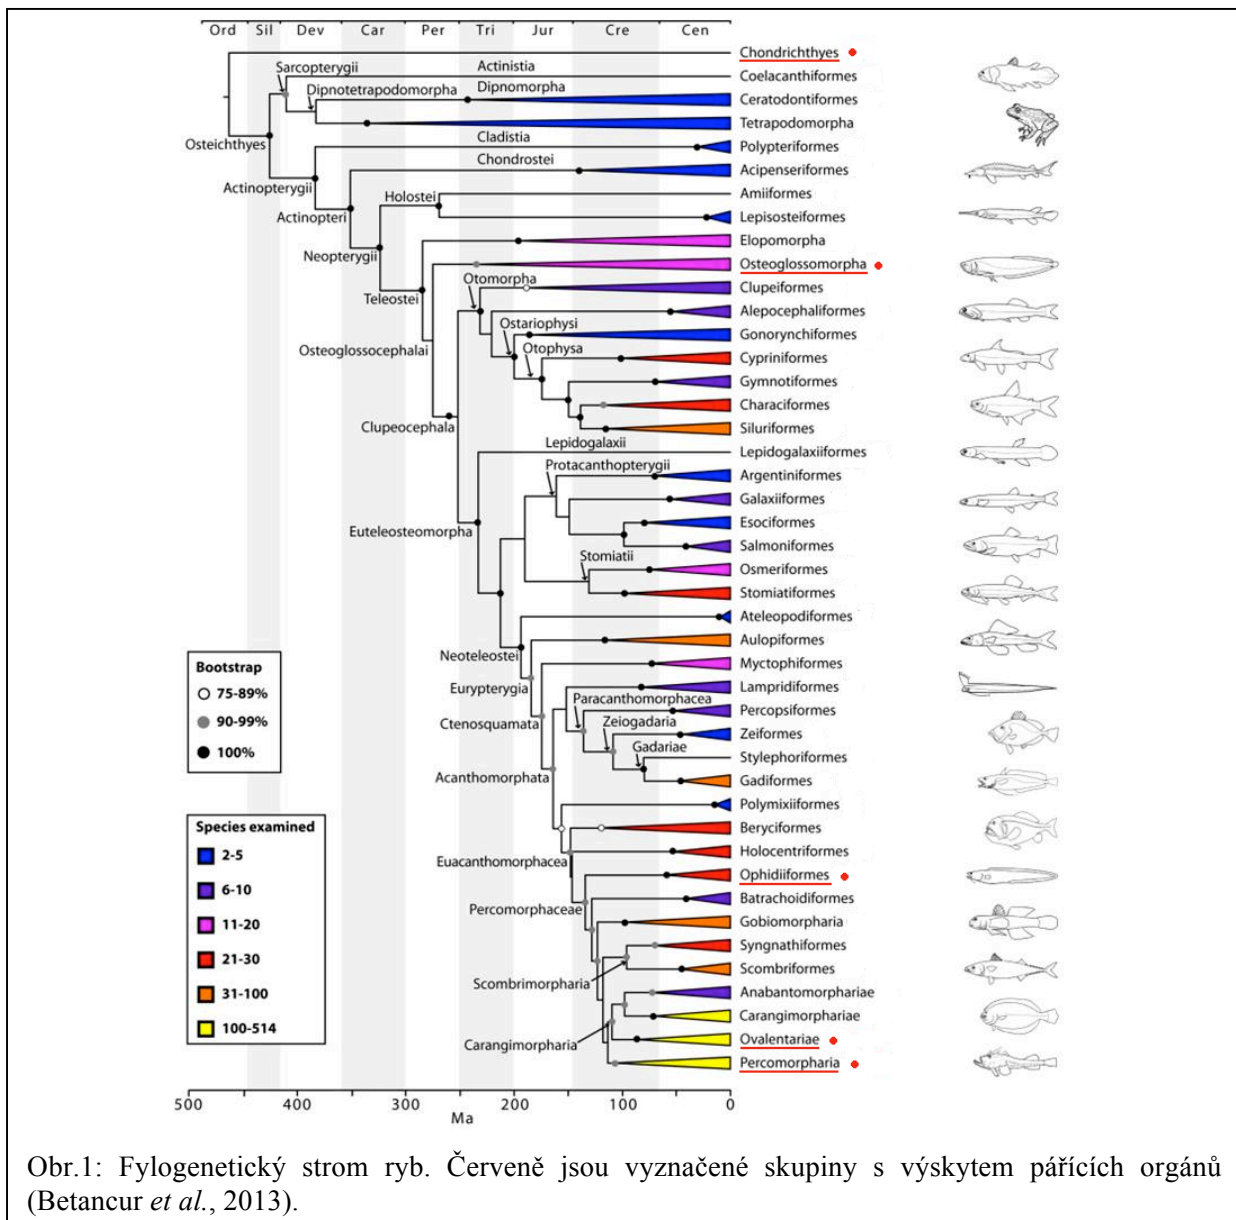 Ord Sil Dev Car Per Tri Jur Cre Cen
Chondrichthyes
Sarcopterygii
Actinistia
Coelacanthiformes
Dipnotetrapodomorpha
Dipnomorpha
Ceratodontiformes
Tetrapodomorpha
Osteichthyes
Cladistia
Polypteriformes
Chondrostei
Acipenseriformes
Actinopterygii
Holostei
Amiiformes
Actinopteri
Lepisosteiformes
Elopomorpha
Neopterygii
Osteoglossomorpha
Otomorpha
Clupeiformes
Teleostei
Alepocephaliformes
Ostariophysi
Gonorynchiformes
Osteoglossocephalai
Otophysa
Cypriniformes
Gymnotiformes
Characiformes
Clupeocephala
Siluriformes
Lepidogalaxii
Lepidogalaxiiformes
Protacanthopterygii
Argentiniformes
Galaxiiformes
Euteleosteomorpha
Esociformes
Salmoniformes
Stomiatii
Osmeriformes
Stomiatiformes
Ateleopodiformes
Aulopiformes
Neoteleostei
Myctophiformes
Eurypterygia
Lampridiformes
Paracanthomorphacea
Percopsiformes
Ctenosquamata
Zeiogadaria
Zeiformes
Gadariae
Stylephoriformes
Acanthomorphata
Gadiformes
Polymixiiformes
Beryciformes
Holocentriformes
Euacanthomorphacea
Ophidiiformes
Batrachoidiformes
Percomorphaceae
Gobiomorpharia
Syngnathiformes
Scombriformes
Scombrimorpharia
Anabantomorphariae
Carangimorphariae
Ovalentariae
Carangimorpharia
Percomorpharia
Bootstrap
75-89%
90-99%
100%
Species examined
2-5
6-10
11-20
21-30
31-100
100-514
500 400 300 200 100 0
Ma
Obr.1: Fylogenetický strom ryb. Červeně jsou vyznačené skupiny s výskytem pářících orgánů
(Betancur et al., 2013).